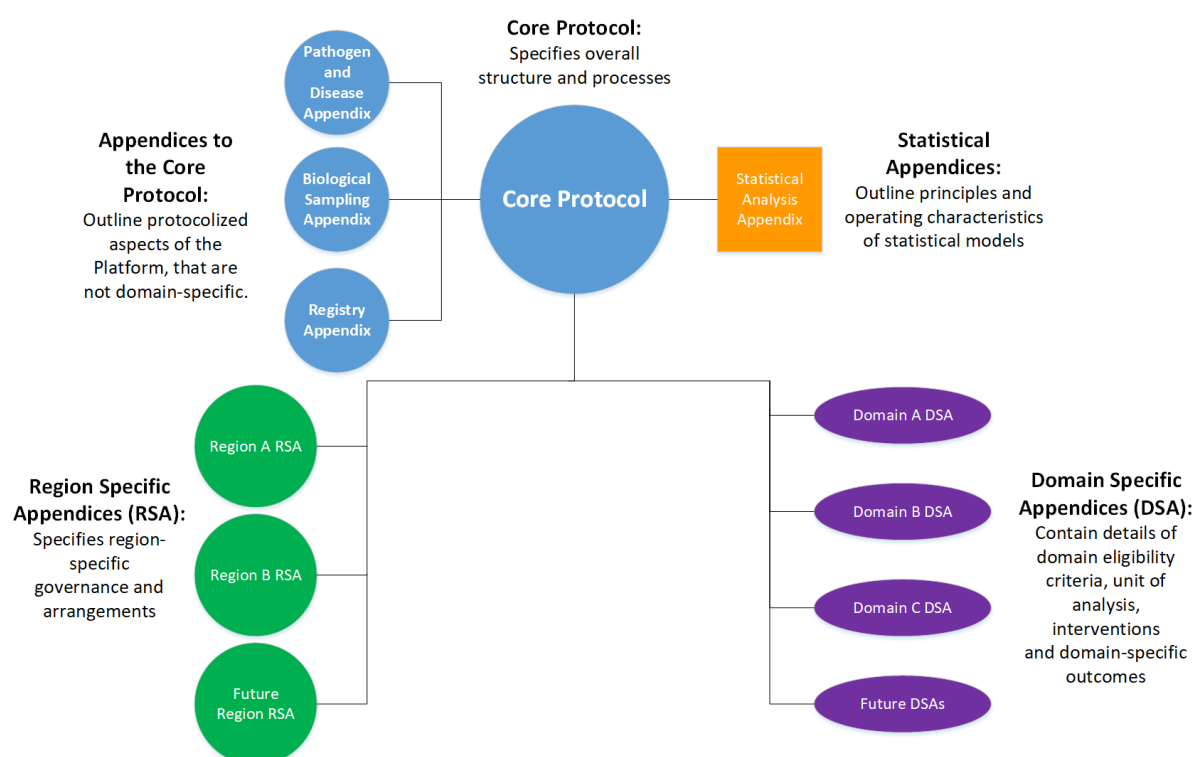 Core Protocol:
Specifies overall
structure and processes
Pathogen
and
Disease
Appendix
Appendices to
the Core
Protocol:
Outline protocolized
aspects of the
Platform, that are
not domain-specific.
Biological
Sampling
Appendix
Registry
Appendix
Core Protocol
Statistical
Analysis
Appendix
Statistical
Appendices:
Outline principles and
operating characteristics
of statistical models
Region Specific
Appendices (RSA):
Specifies region-
specific
governance and
arrangements
Region A RSA
Region B RSA
Future
Region RSA
Domain A DSA
Domain B DSA
Domain C DSA
Future DSAs
Domain Specific
Appendices (DSA):
Contain details of
domain eligibility
criteria, unit of
analysis,
interventions
and domain-specific
outcomes